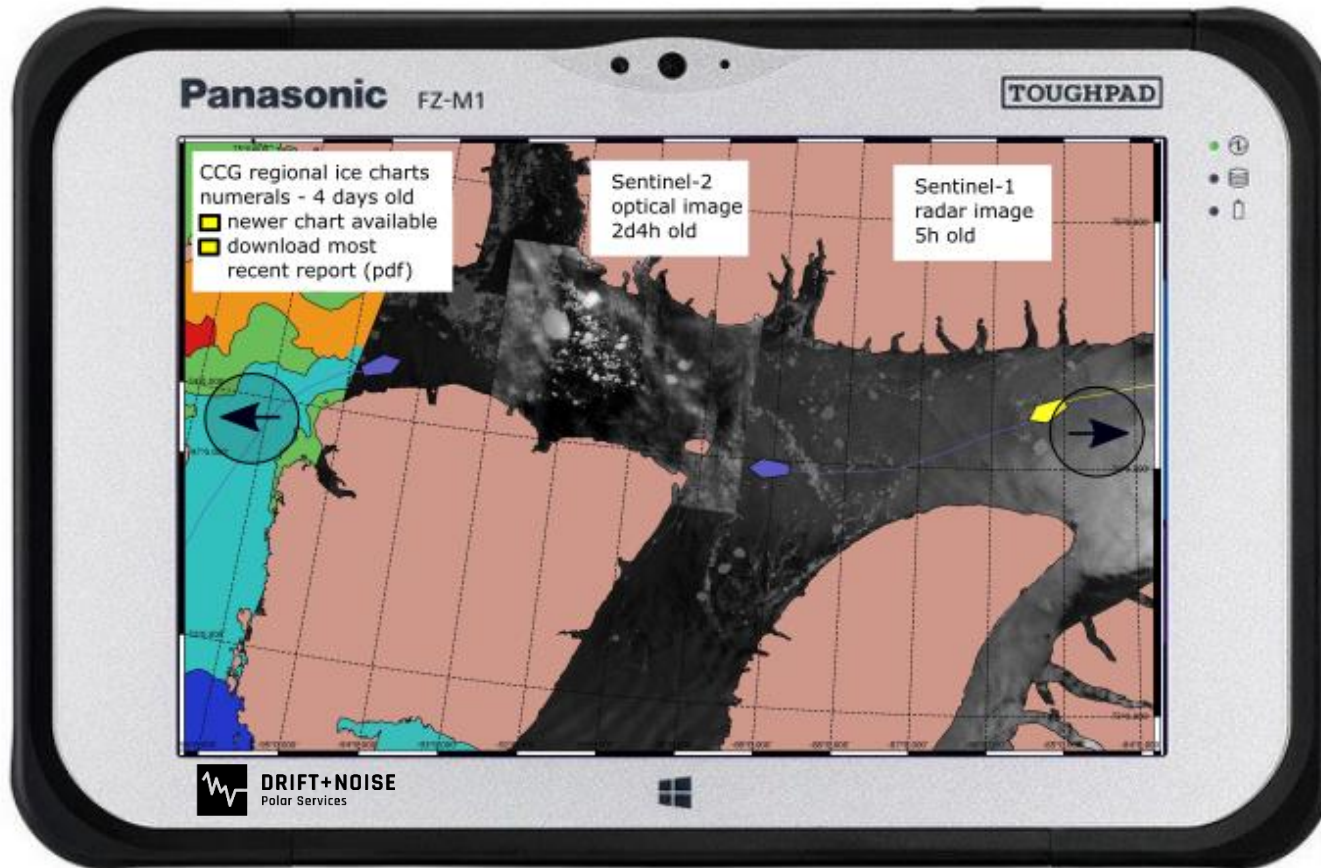 Panasonic FZ-M1
TOUGHPAD
CCG regional ice charts
numerals - 4 days old
newer chart available
download most
recent report (pdf)
Sentinel-2
optical image
2d4h old
Sentinel-1
radar image
5h old
DRIFT+NOISE
Polar Services